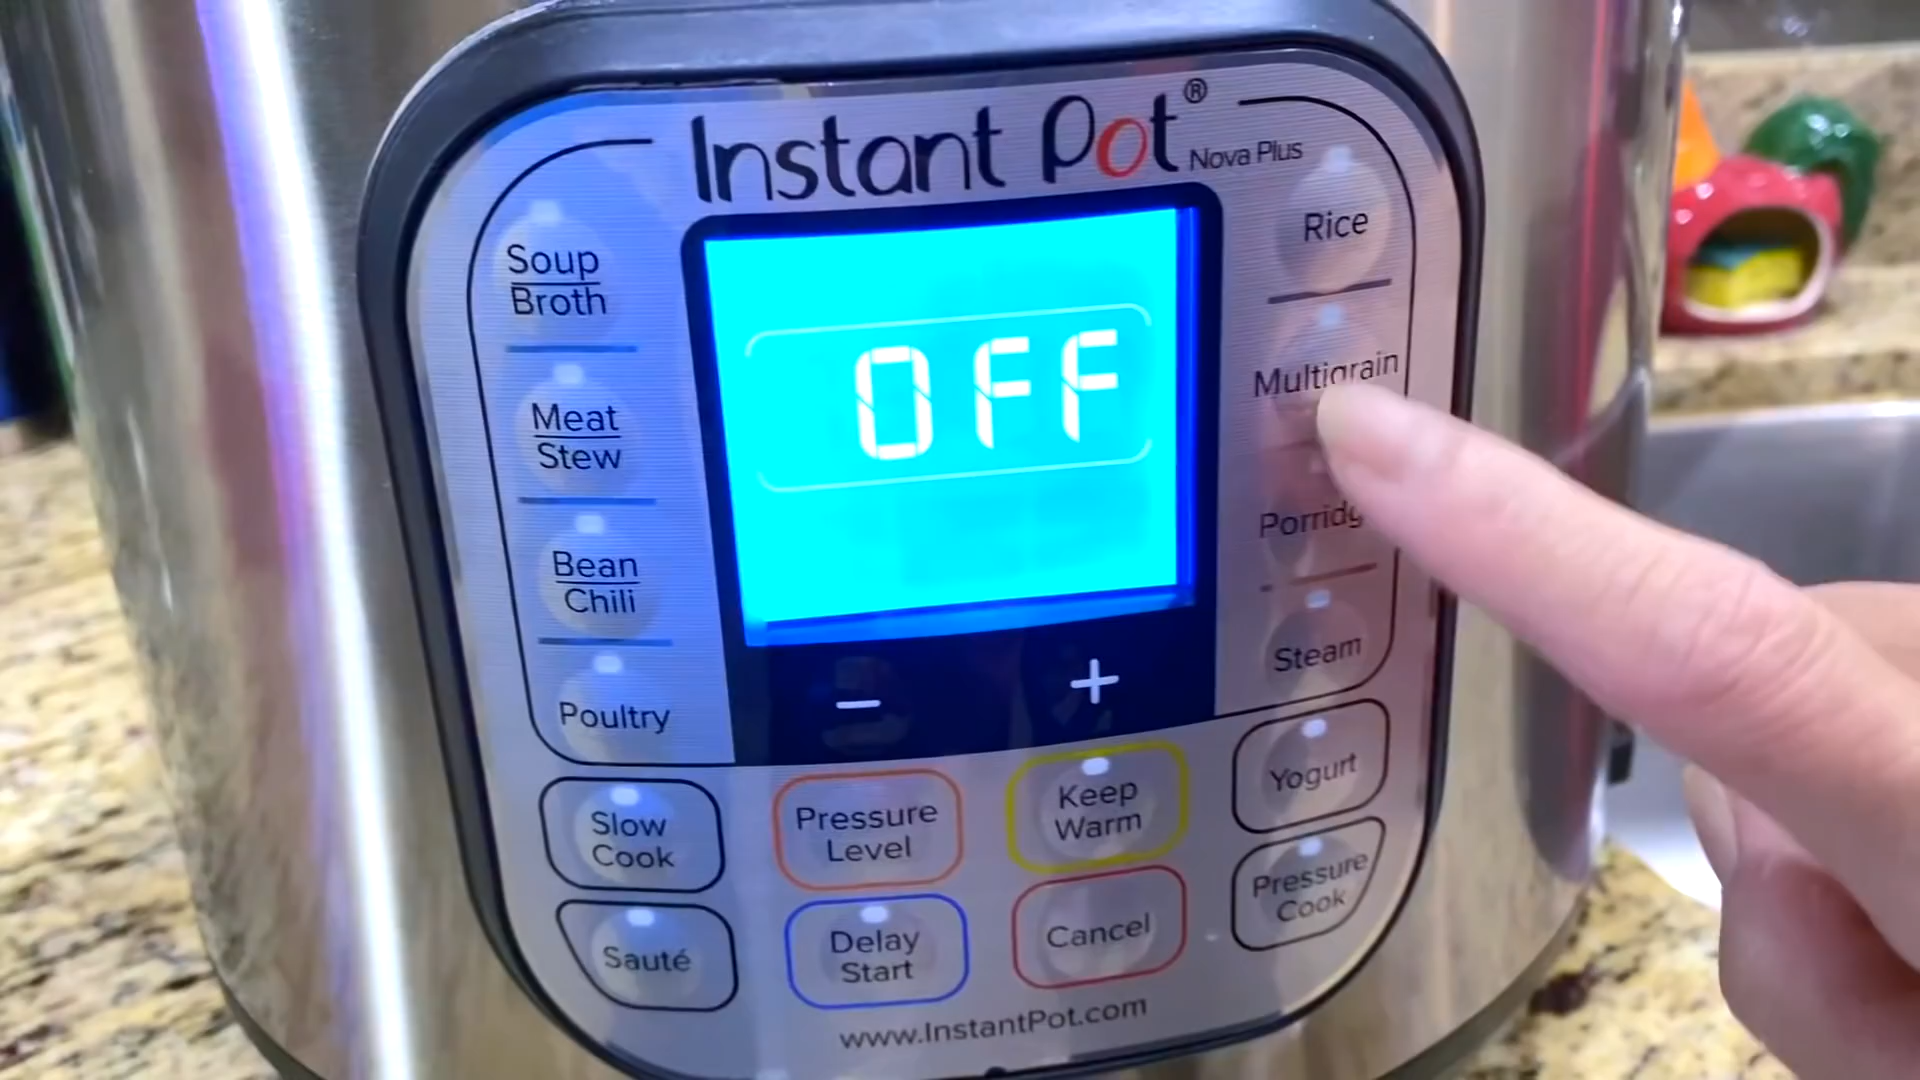 Instant Pot®
Nova Plus
Soup
Broth
Meat
Stew
Bean
Chili
Poultry
OFF
Rice
Multigrain
Porridg
Steam
− +
Slow
Cook
Pressure
Level
Keep
Warm
Yogurt
Sauté
Delay
Start
Cancel
Pressure
Cook
www.InstantPot.com